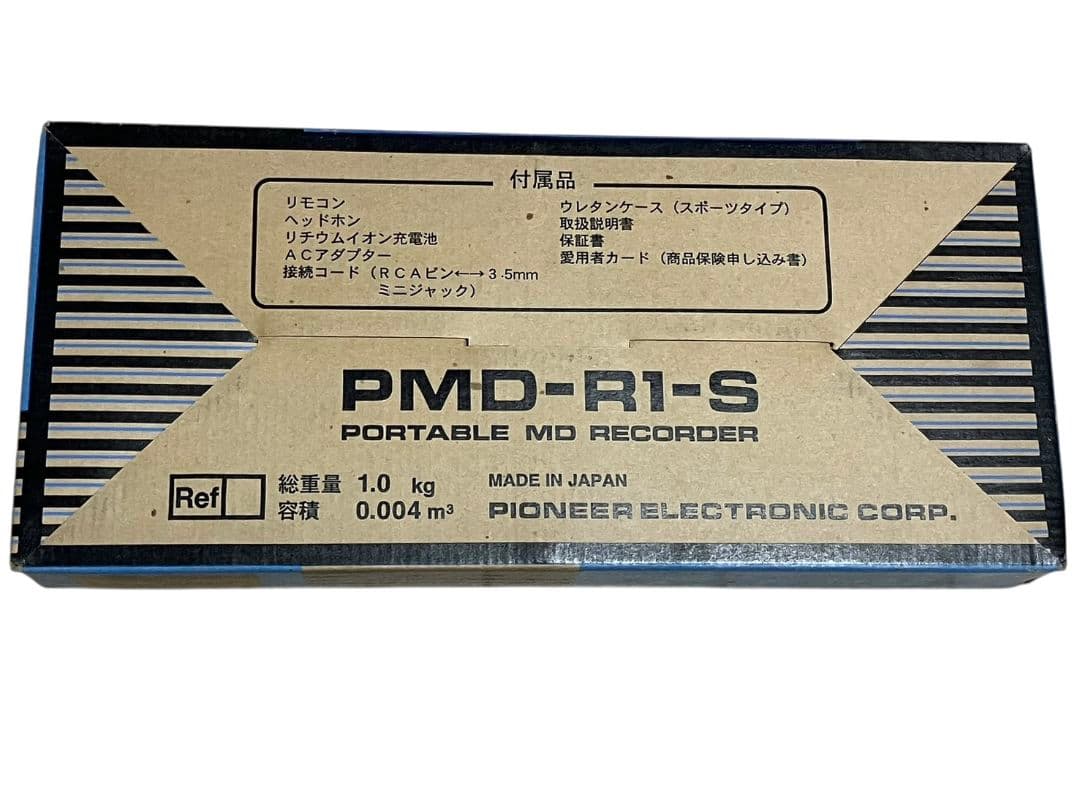 付属品
リモコン
ヘッドホン
リチウムイオン充電池
ACアダプター
接続コード（RCAピン←→3.5mm
ミニジャック）
ウレタンケース（スポーツタイプ）
取扱説明書
保証書
愛用者カード（商品保険申し込み書）
PMD-R1-S
PORTABLE MD RECORDER
Ref
総重量 1.0 kg
容積 0.004 m³
MADE IN JAPAN
PIONEER ELECTRONIC CORP.